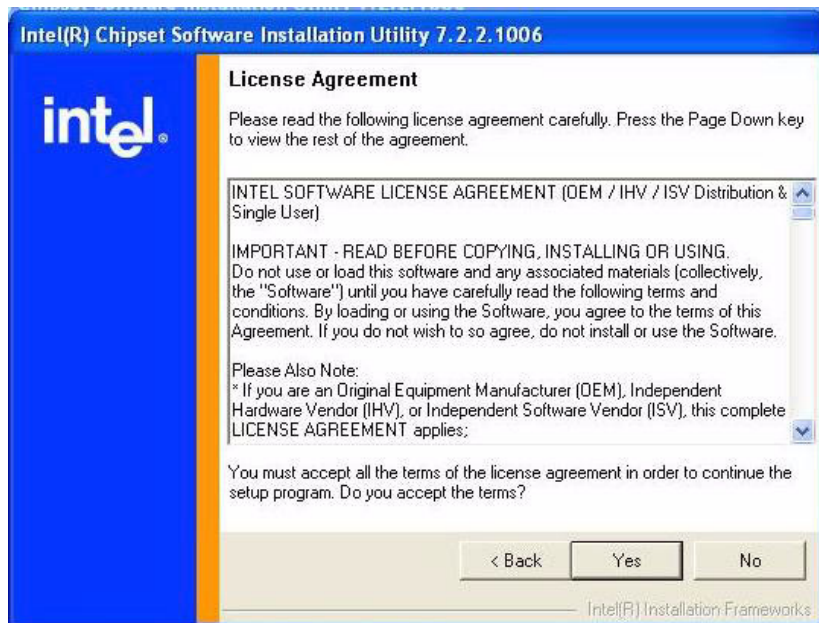 Intel(R) Chipset Software Installation Utility 7.2.2.1006
intel®
License Agreement
Please read the following license agreement carefully. Press the Page Down key
to view the rest of the agreement.
INTEL SOFTWARE LICENSE AGREEMENT (OEM / IHV / ISV Distribution &
Single User)
IMPORTANT - READ BEFORE COPYING, INSTALLING OR USING.
Do not use or load this software and any associated materials (collectively,
the "Software") until you have carefully read the following terms and
conditions. By loading or using the Software, you agree to the terms of this
Agreement. If you do not wish to so agree, do not install or use the Software.
Please Also Note:
* If you are an Original Equipment Manufacturer (OEM), Independent
Hardware Vendor (IHV), or Independent Software Vendor (ISV), this complete
LICENSE AGREEMENT applies;
You must accept all the terms of the license agreement in order to continue the
setup program. Do you accept the terms?
< Back Yes No
Intel(R) Installation Frameworks